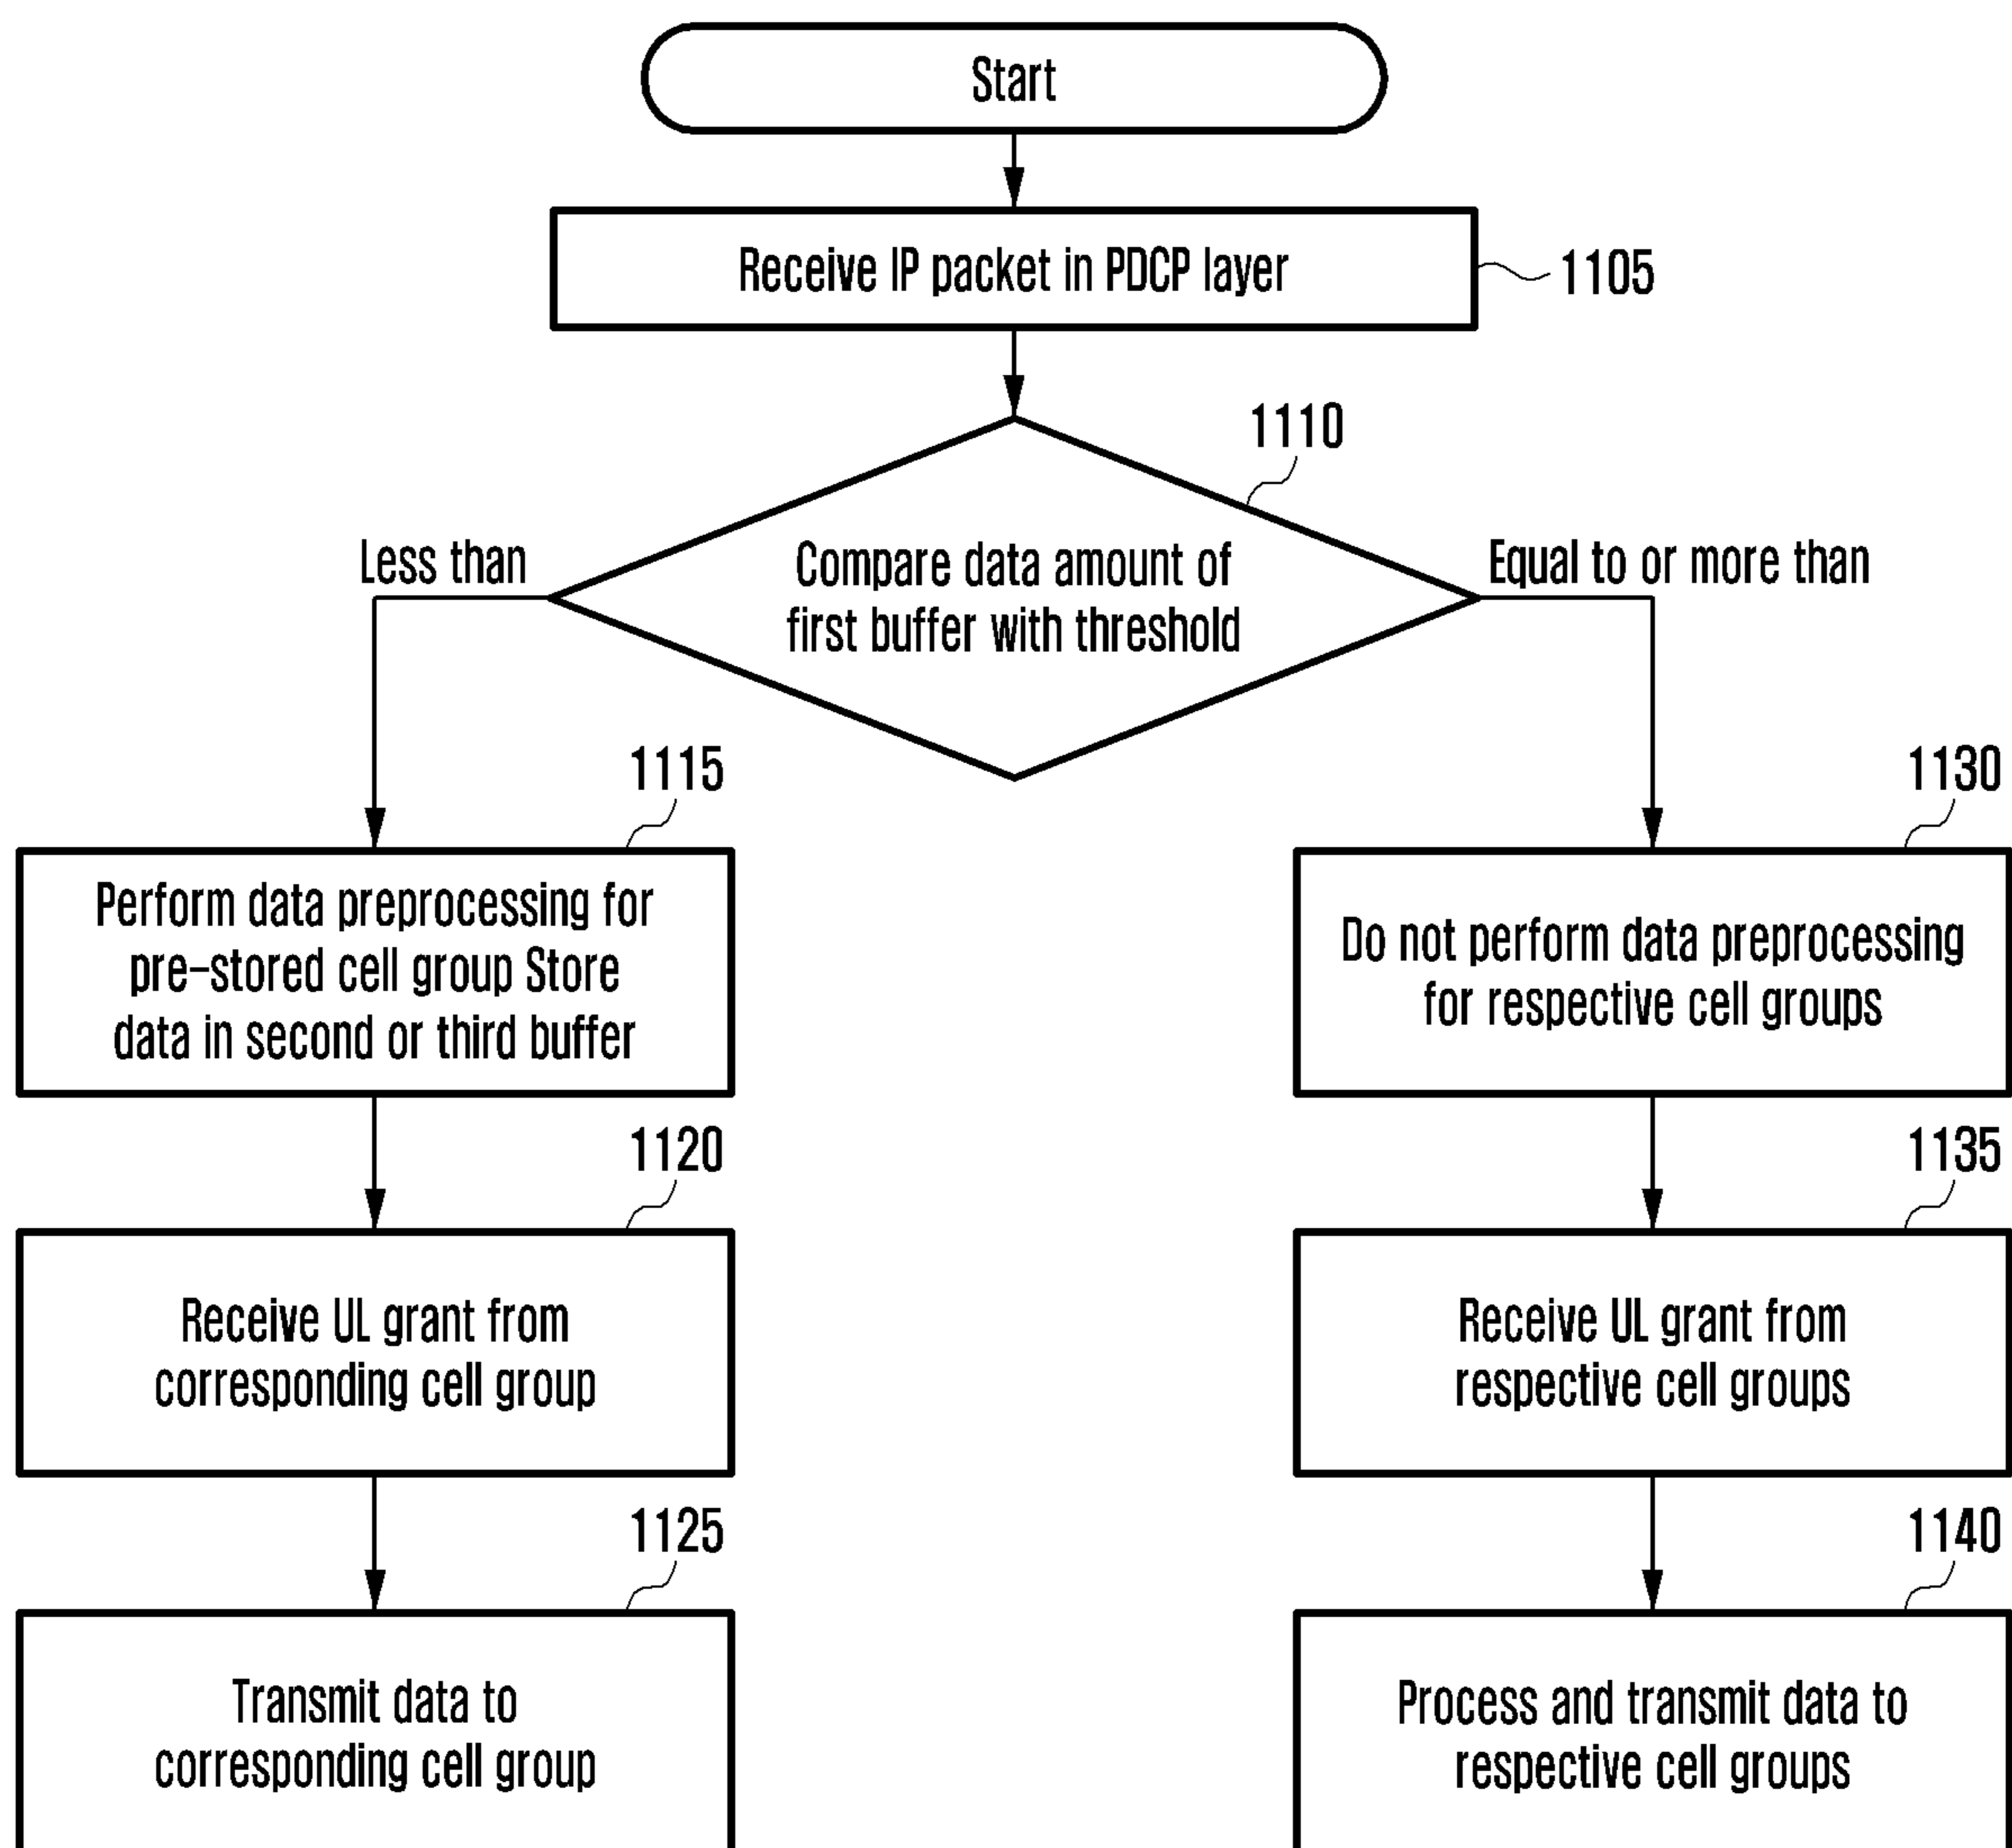 Start
Receive IP packet in PDCP layer
1105
1110
Less than
Compare data amount of
first buffer with threshold
Equal to or more than
1115
Perform data preprocessing for
pre-stored cell group Store
data in second or third buffer
1120
Receive UL grant from
corresponding cell group
1125
Transmit data to
corresponding cell group
1130
Do not perform data preprocessing
for respective cell groups
1135
Receive UL grant from
respective cell groups
1140
Process and transmit data to
respective cell groups